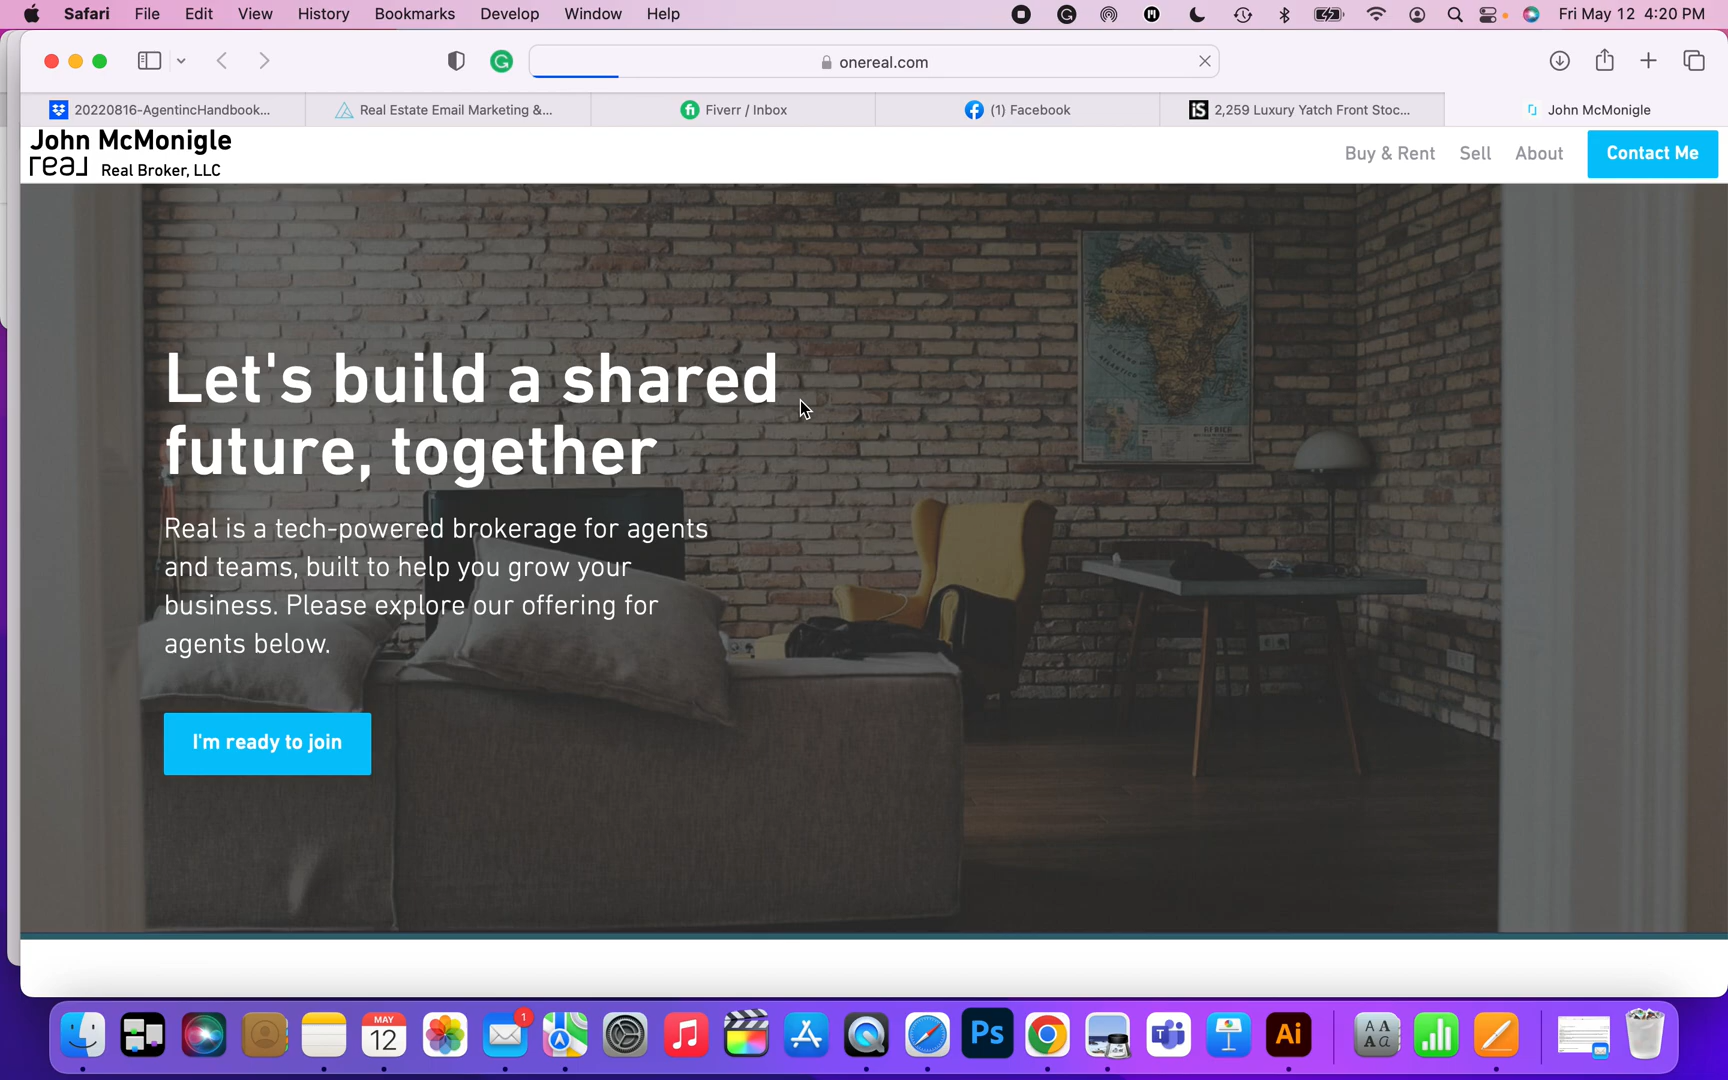 Safari File Edit View History Bookmarks Develop Window Help Fri May 12 4:20 PM
onereal.com
20220816-AgentincHandbook... Real Estate Email Marketing &... Fiverr / Inbox (1) Facebook iS 2,259 Luxury Yatch Front Stoc... John McMonigle
John McMonigle
real Real Broker, LLC
Buy & Rent Sell About Contact Me
Let's build a shared
future, together
Real is a tech-powered brokerage for agents
and teams, built to help you grow your
business. Please explore our offering for
agents below.
I'm ready to join
AFRICA
MAY
12
1
Ps
Ai